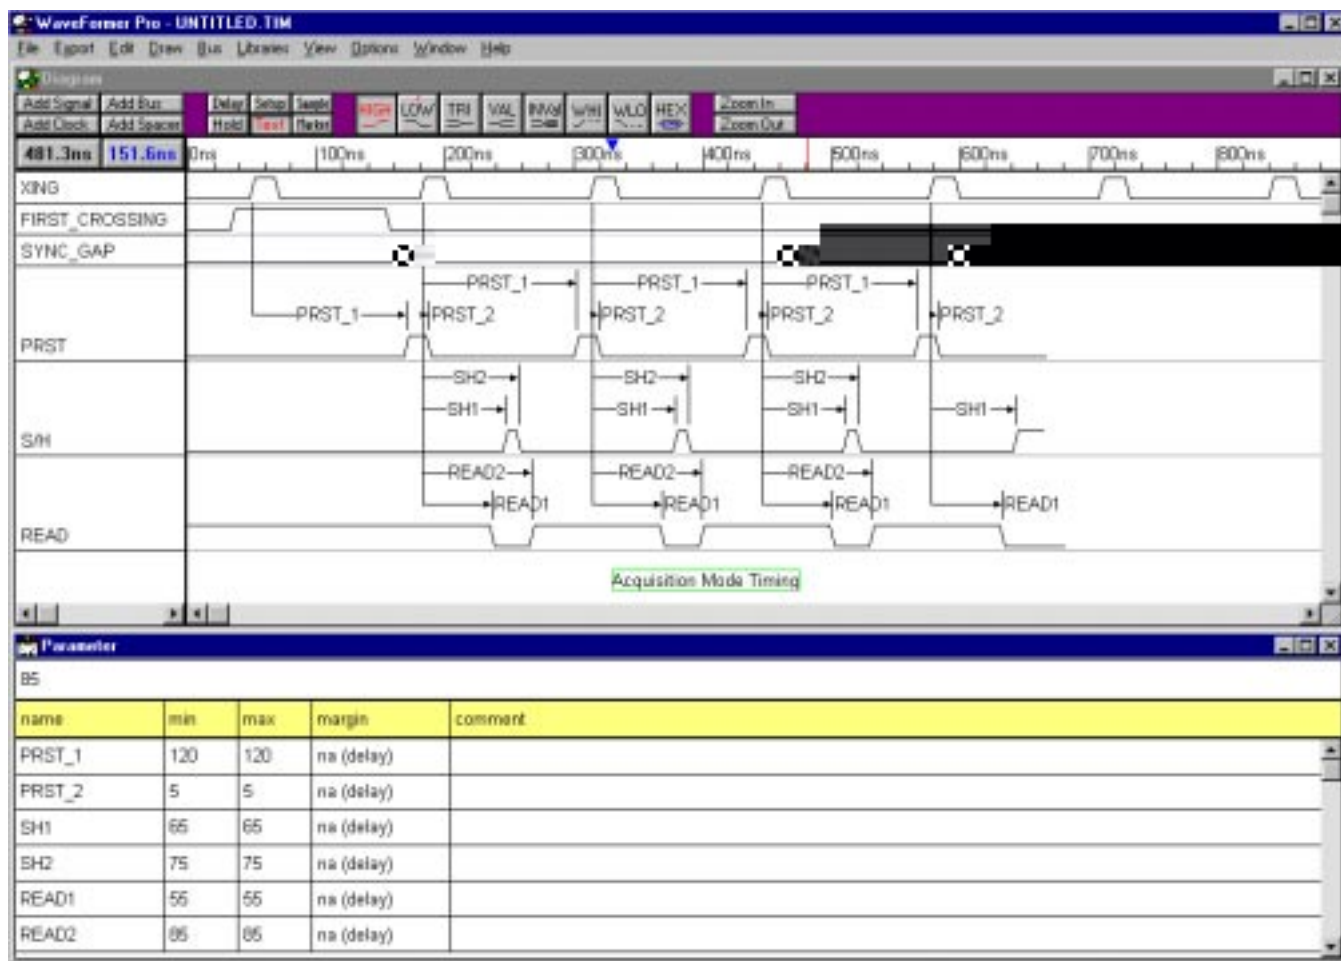 WaveFormer Pro - UNTITLED.TIM
File Export Edit Draw Bus Libraries View Options Window Help
Diagram
Add Signal Add Bus Delay Setup Sample HIGH LOW TRI VAL INVal WHI WLO HEX Zoom In
Add Clock Add Spacer Hold Text Marker Zoom Out
481.3ns 151.6ns 0ns 100ns 200ns 300ns 400ns 500ns 600ns 700ns 800ns
XING
FIRST_CROSSING
SYNC_GAP
PRST_1 PRST_1 PRST_1
PRST_1 PRST_2 PRST_2 PRST_2 PRST_2
PRST
SH2 SH2 SH2
SH1 SH1 SH1 SH1
S/H
READ2 READ2 READ2
READ1 READ1 READ1 READ1
READ
Acquisition Mode Timing
Parameter
85
name min max margin comment
PRST_1 120 120 na (delay)
PRST_2 5 5 na (delay)
SH1 65 65 na (delay)
SH2 75 75 na (delay)
READ1 55 55 na (delay)
READ2 85 85 na (delay)